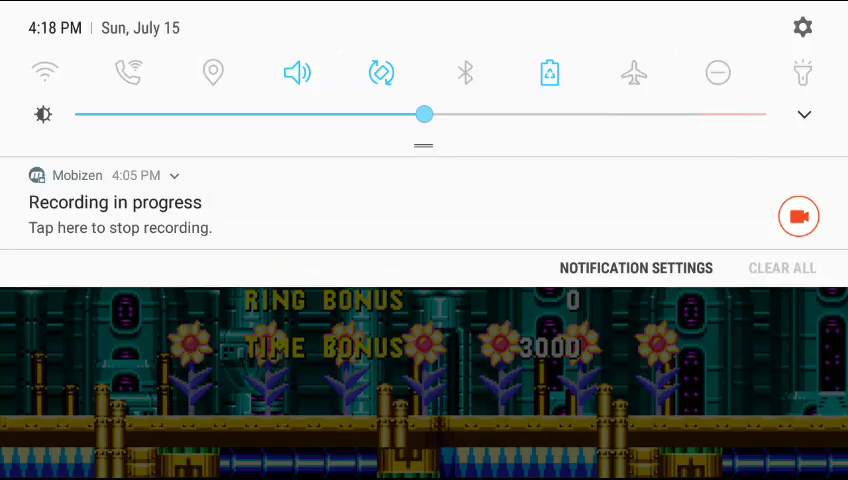 4:18 PM | Sun, July 15
Mobizen 4:05 PM
Recording in progress
Tap here to stop recording.
NOTIFICATION SETTINGS CLEAR ALL
RING BONUS 0
TIME BONUS 3000